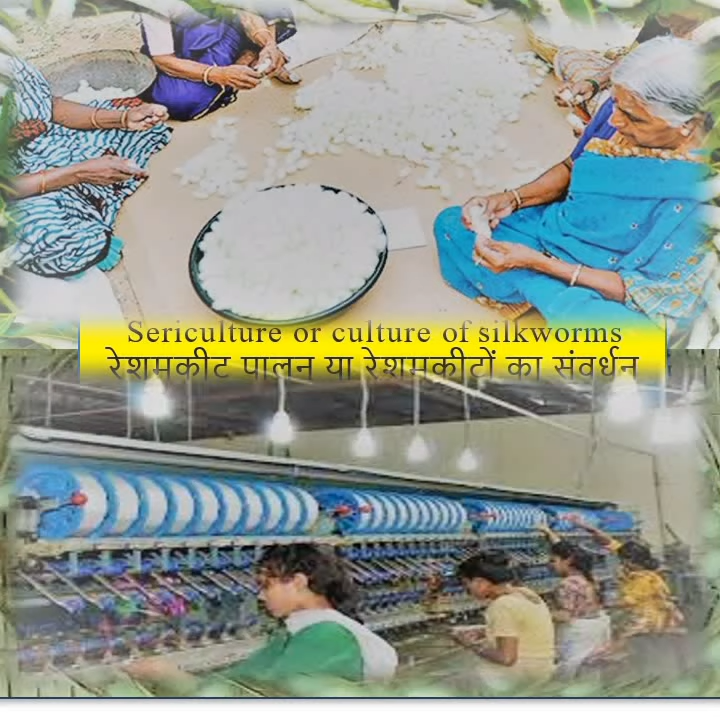 Sericulture or culture of silkworms
रेशमकीट पालन या रेशमकीटों का संवर्धन